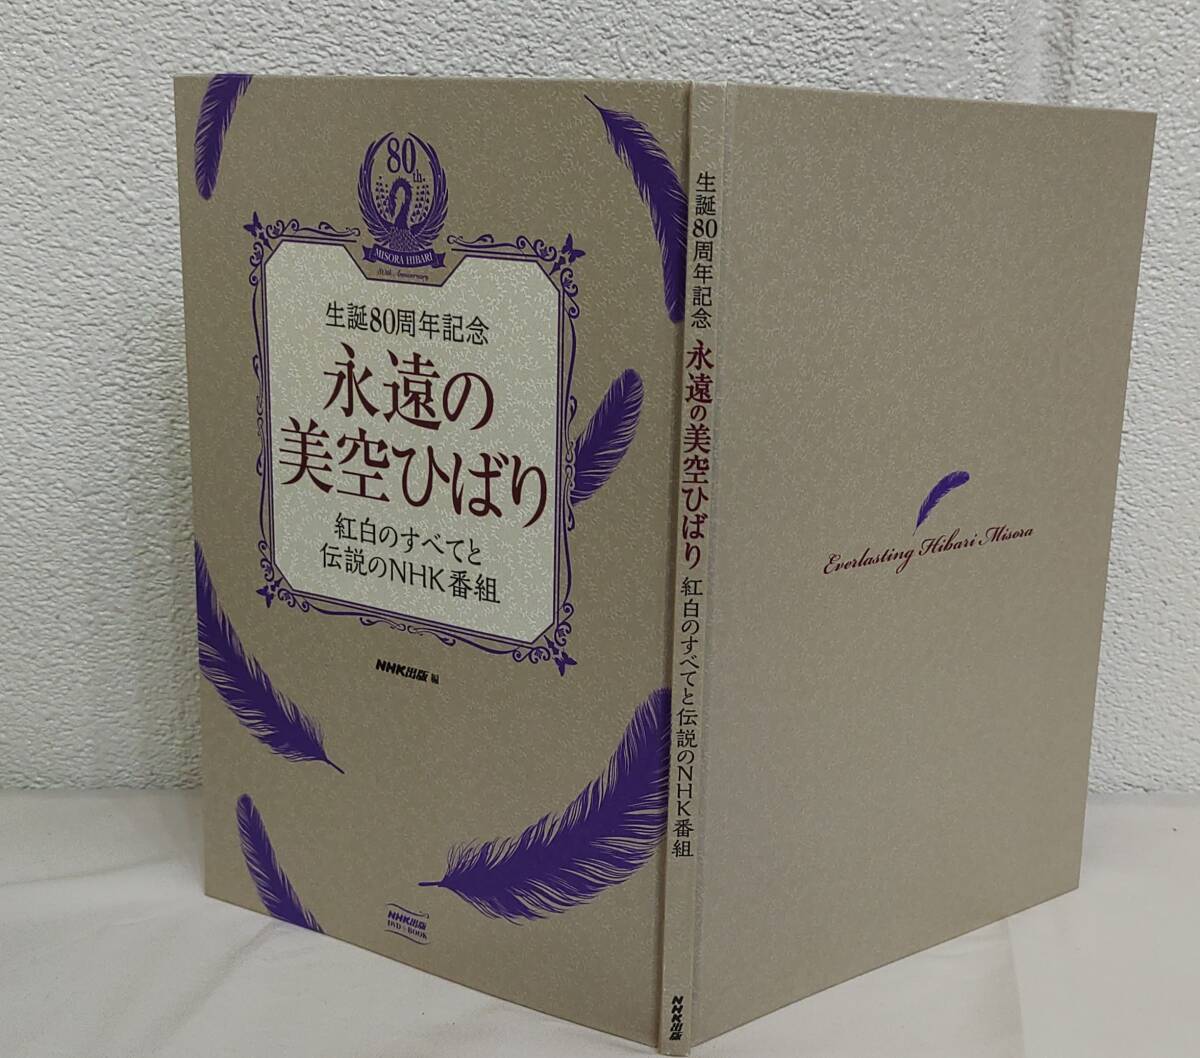 80th.
MISORA HIBARI
80th Anniversary
生誕80周年記念
永遠の
美空ひばり
紅白のすべてと
伝説のNHK番組
NHK出版 編
NHK出版
DVD+BOOK
生誕80周年記念 永遠の美空ひばり 紅白のすべてと伝説のNHK番組
NHK出版
Everlasting Hibari Misora